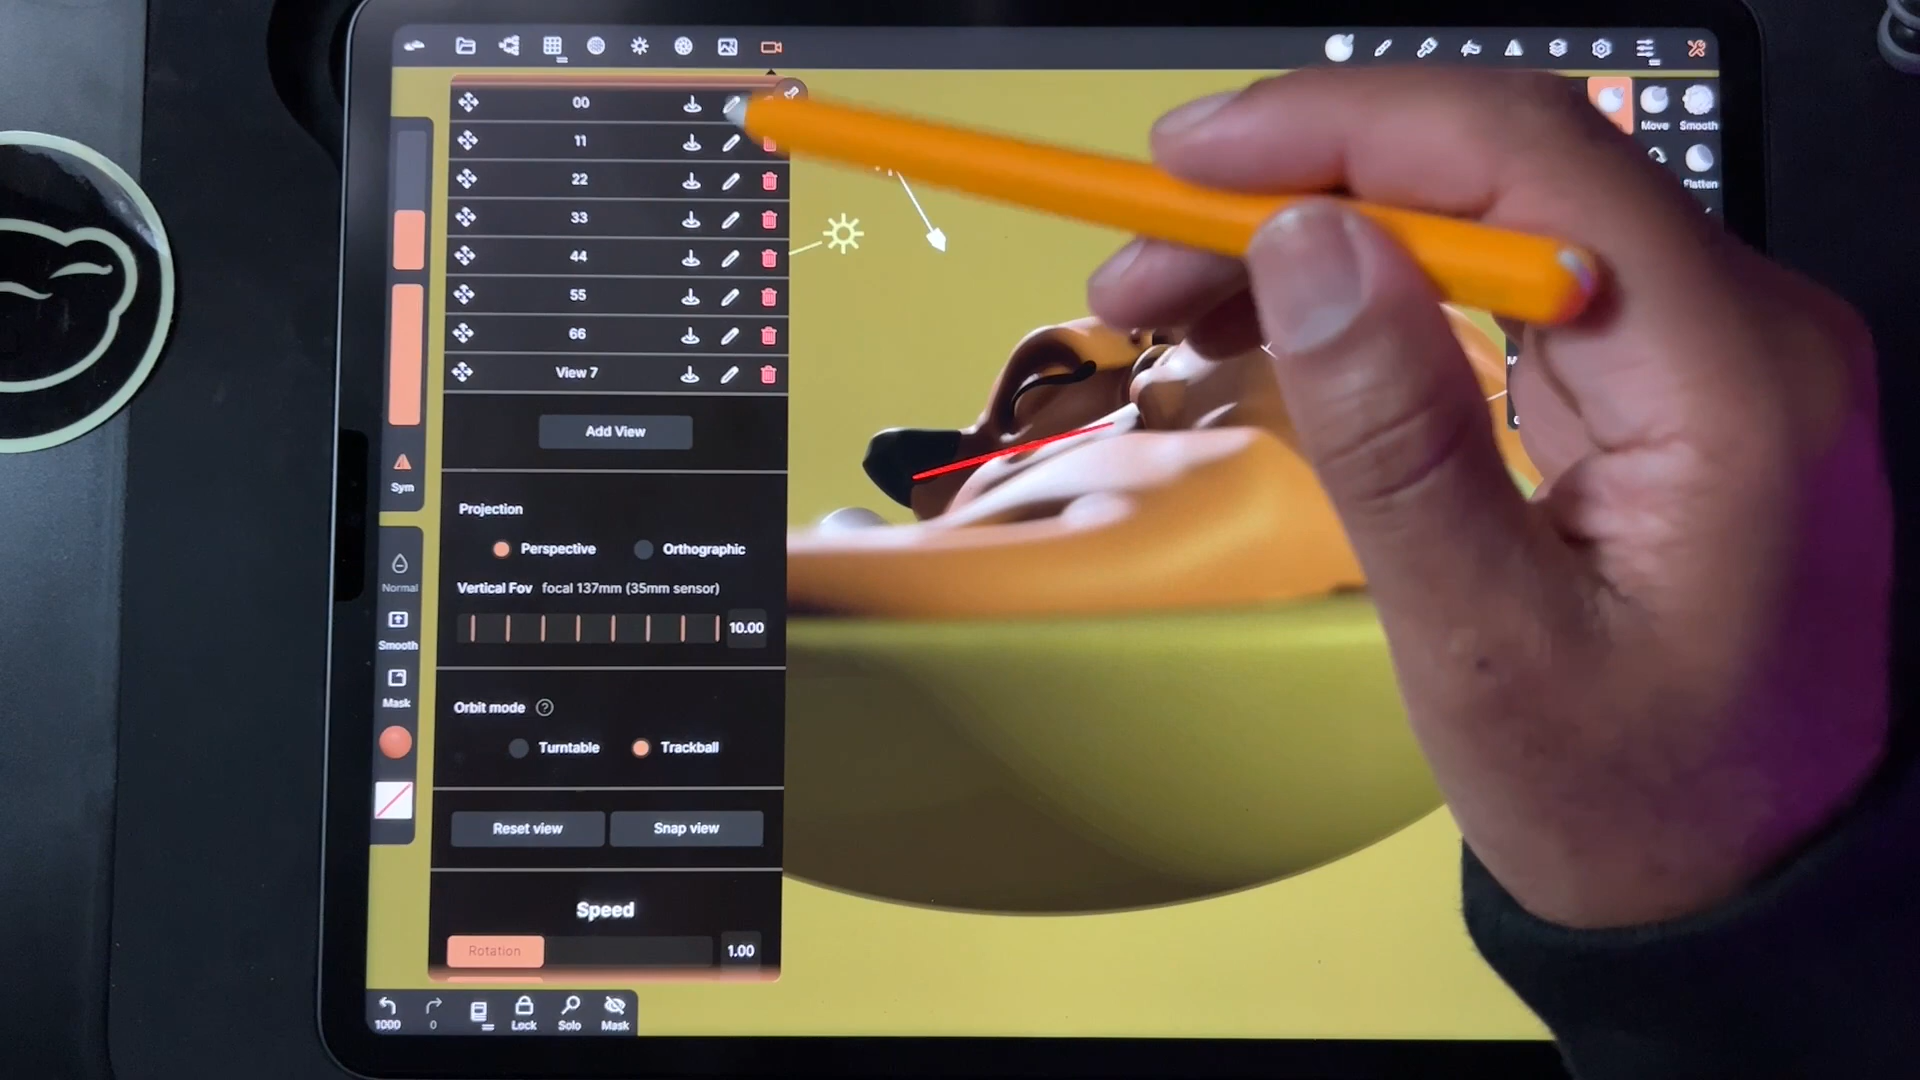 00
11
22
33
44
55
66
View 7
Add View
Projection
Perspective
Orthographic
Vertical Fov focal 137mm (35mm sensor)
10.00
Orbit mode ?
Turntable
Trackball
Reset view
Snap view
Speed
Rotation
1.00
Sym
Normal
Smooth
Mask
1000
0
Lock
Solo
Mask
Move
Smooth
Flatten